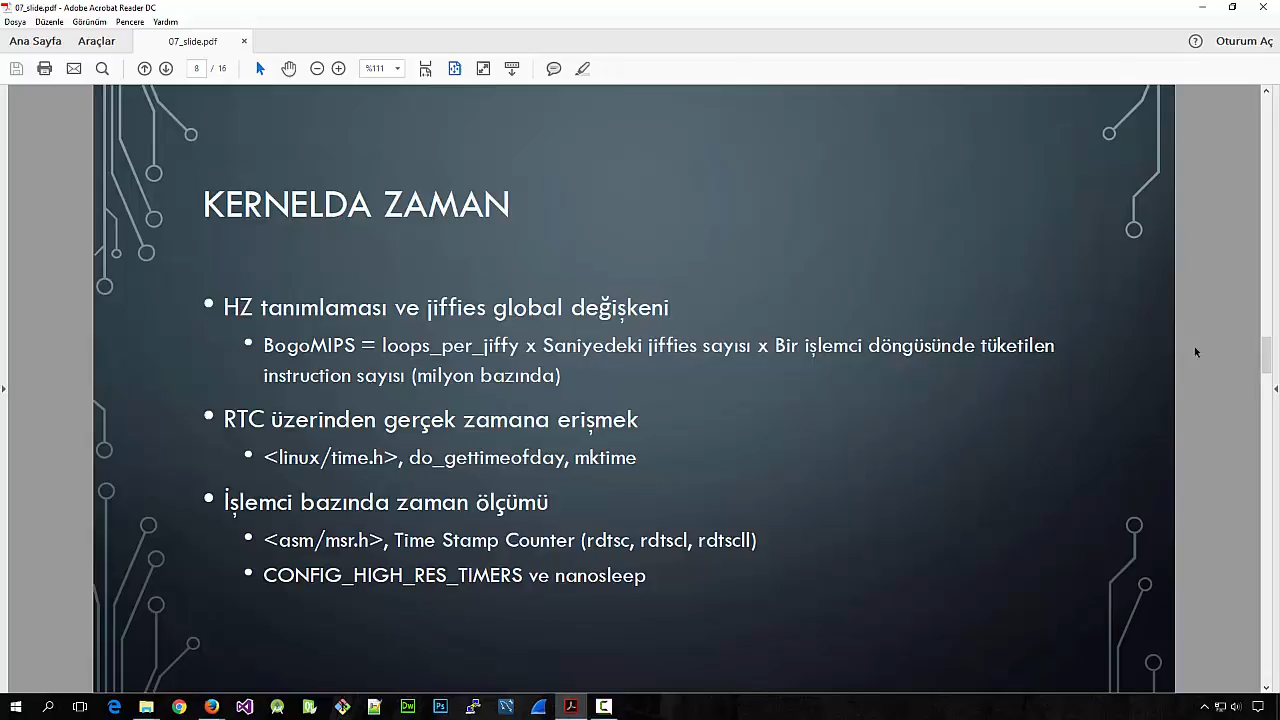 07_slide.pdf - Adobe Acrobat Reader DC
Dosya Düzenle Görünüm Pencere Yardım
Ana Sayfa Araçlar 07_slide.pdf × Oturum Aç
8 / 16 %111
KERNELDA ZAMAN
• HZ tanımlaması ve jiffies global değişkeni
• BogoMIPS = loops_per_jiffy x Saniyedeki jiffies sayısı x Bir işlemci döngüsünde tüketilen
instruction sayısı (milyon bazında)
• RTC üzerinden gerçek zamana erişmek
• <linux/time.h>, do_gettimeofday, mktime
• İşlemci bazında zaman ölçümü
• <asm/msr.h>, Time Stamp Counter (rdtsc, rdtscl, rdtscll)
• CONFIG_HIGH_RES_TIMERS ve nanosleep
Dw Ps